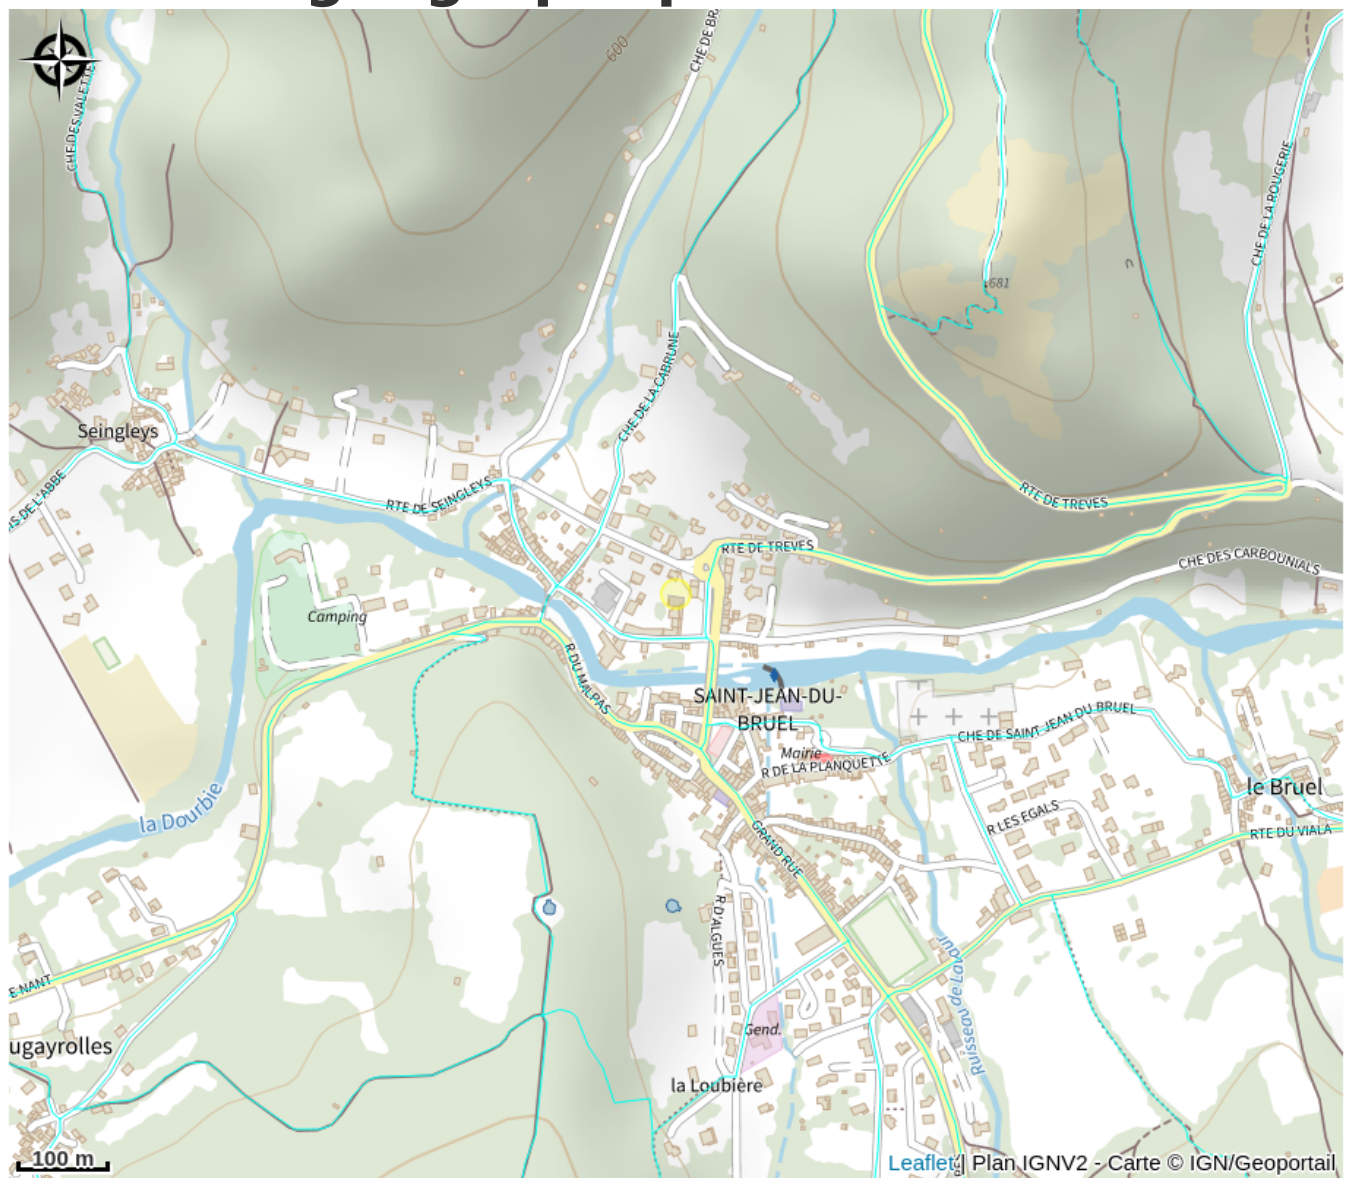 600
CHE DE BR
CHE DES VALETTE
CHE DE LA ROUGERIE
681
CHE DE LA CABRUNE
Seingleys
RTE DE SEINGLEYS
RTE DE TREVES
S DE L'ABBE
RTE DE TREVES
CHE DES CARBOUNIALS
Camping
R DU MALPAS
SAINT-JEAN-DU-
BRUEL
CHE DE SAINT JEAN DU BRUEL
Mairie
R DE LA PLANQUETTE
le Bruel
la Dourbie
R LES EGALS
RTE DU VIALA
GRAND RUE
R D'ALGUES
E NANT
Ruisseau de Lavaur
Gend.
ugayrolles
la Loubière
100 m
Leaflet | Plan IGNV2 - Carte © IGN/Geoportail